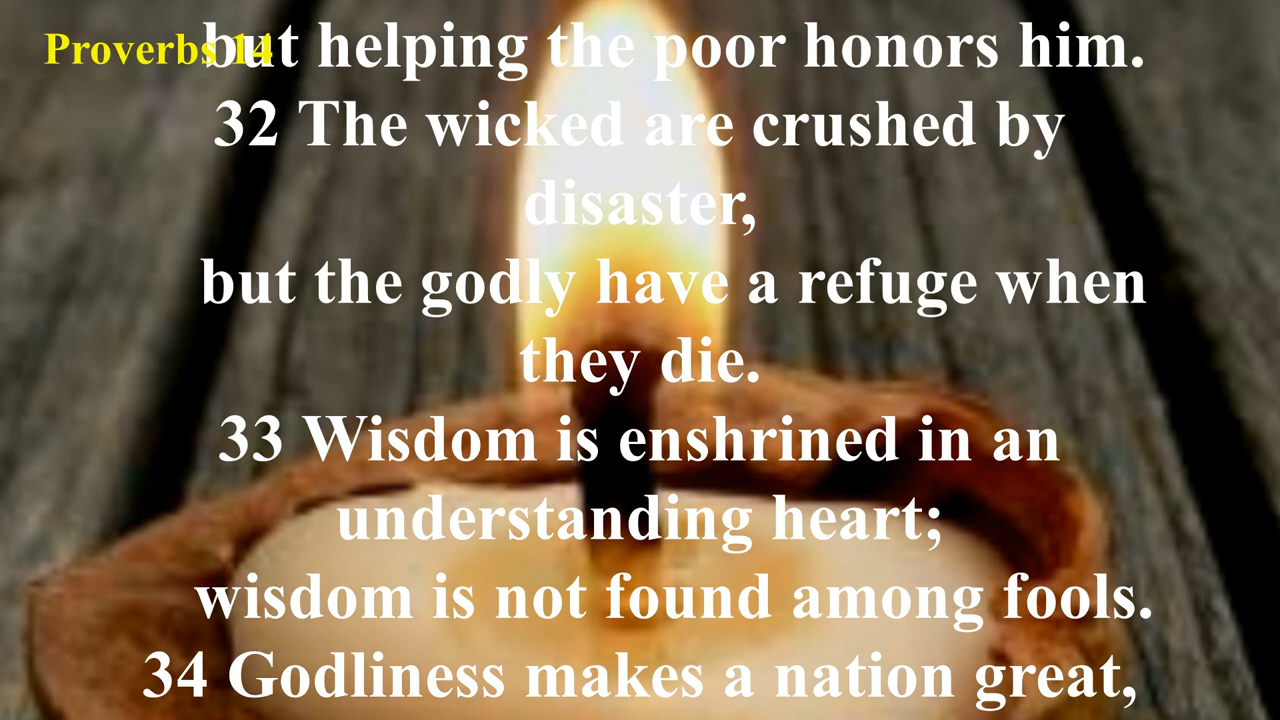 Proverbs 14
but helping the poor honors him.
32 The wicked are crushed by
disaster,
but the godly have a refuge when
they die.
33 Wisdom is enshrined in an
understanding heart;
wisdom is not found among fools.
34 Godliness makes a nation great,